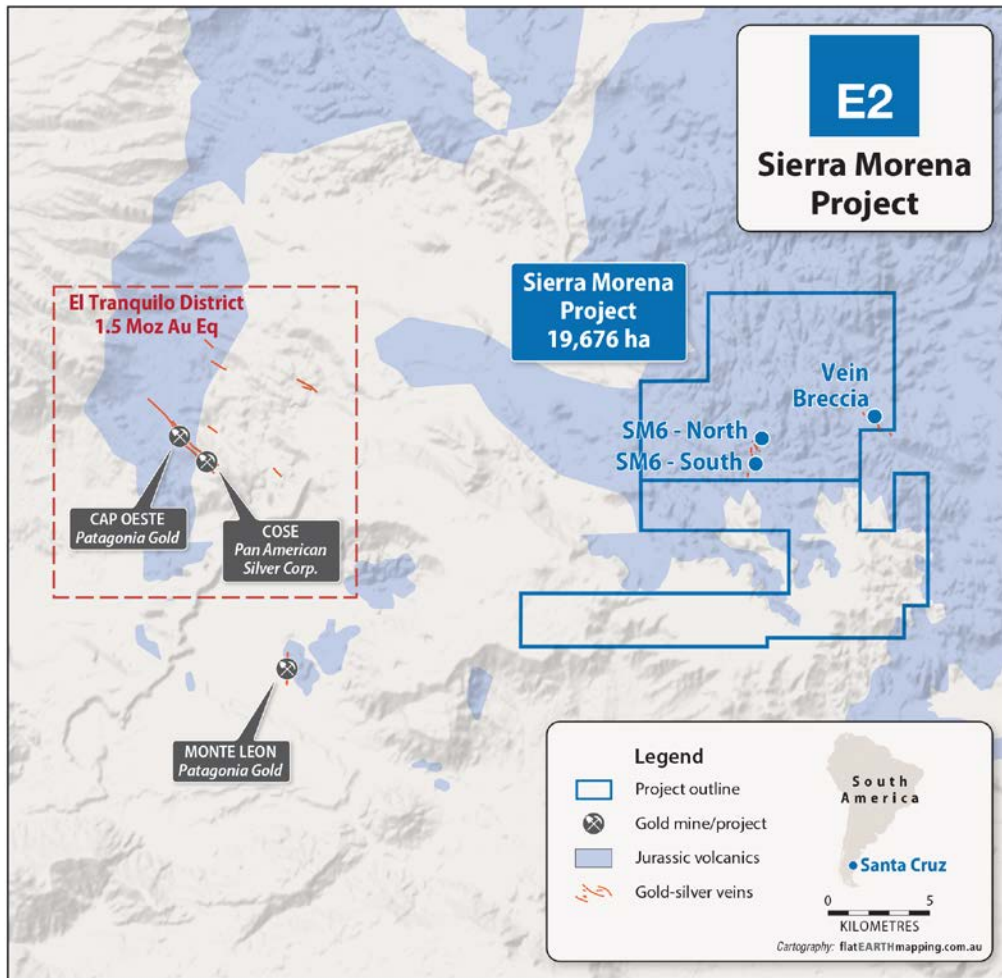 E2
Sierra Morena
Project
Sierra Morena
Project
19,676 ha
El Tranquilo District
1.5 Moz Au Eq
Vein
Breccia
SM6 - North
SM6 - South
CAP OESTE
Patagonia Gold
COSE
Pan American
Silver Corp.
MONTE LEON
Patagonia Gold
Legend
Project outline
Gold mine/project
Jurassic volcanics
Gold-silver veins
South
America
Santa Cruz
0 5
KILOMETRES
Cartography: flatEARTHmapping.com.au